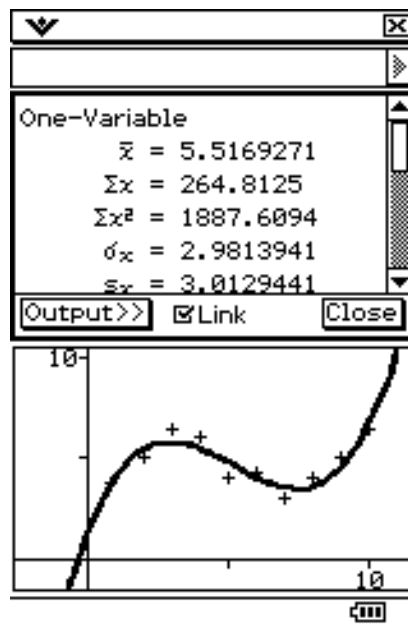 One-Variable
x̄ = 5.5169271
Σx = 264.8125
Σx² = 1887.6094
σx = 2.9813941
sx = 3.0129441
Output>> Link Close
10
10